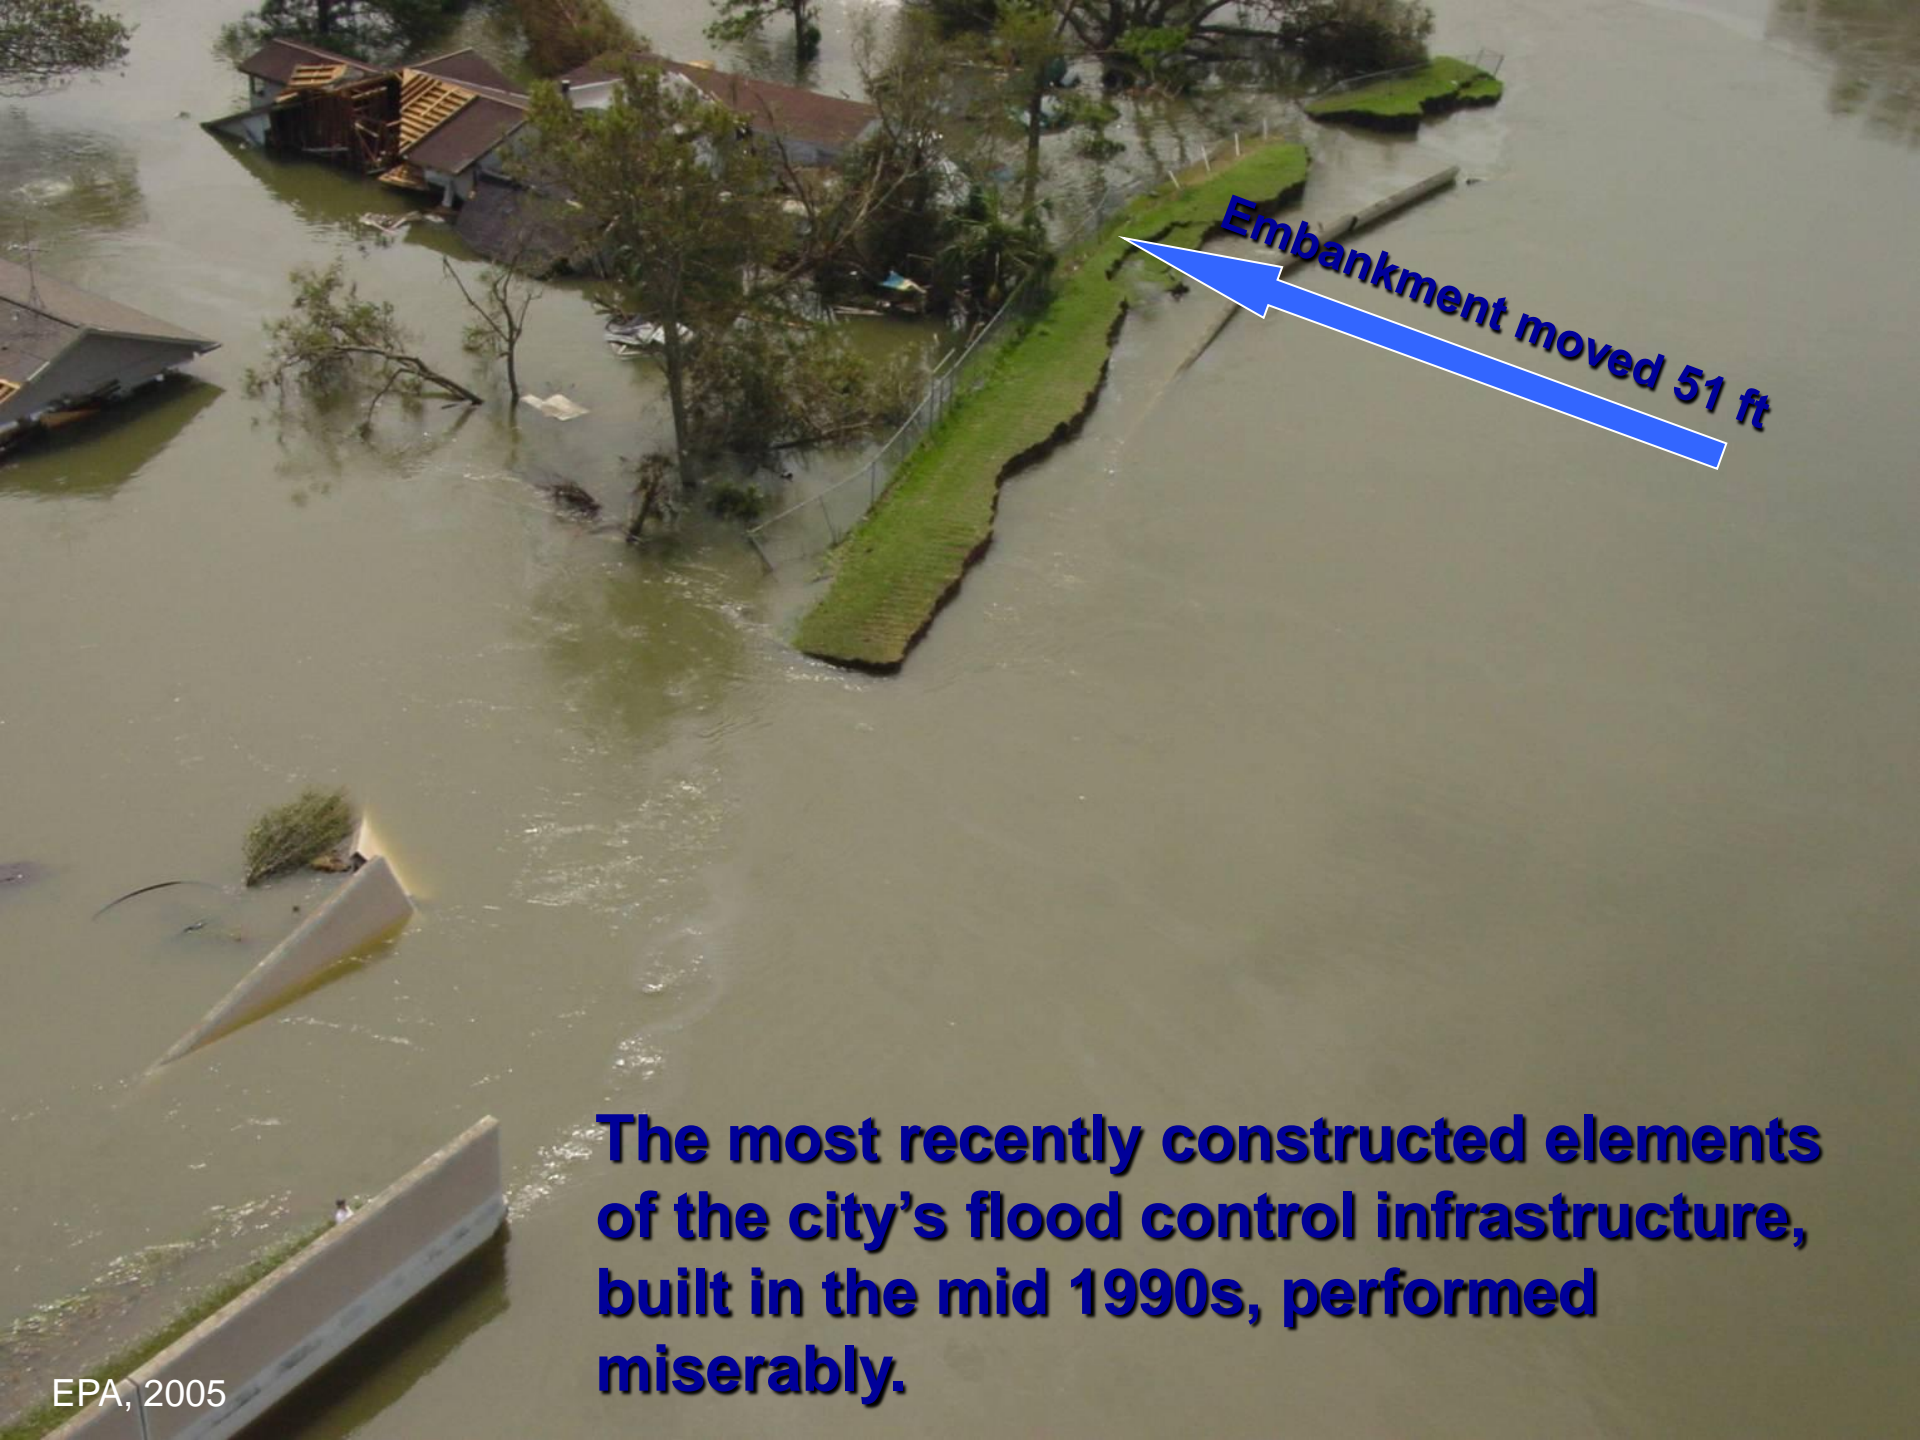 Embankment moved 51 ft
The most recently constructed elements
of the city’s flood control infrastructure,
built in the mid 1990s, performed
miserably.
EPA, 2005